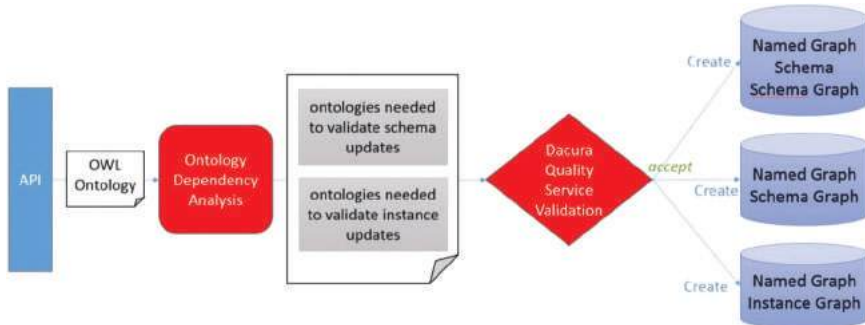 API
OWL
Ontology
Ontology
Dependency
Analysis
ontologies needed
to validate schema
updates
ontologies needed
to validate instance
updates
Dacura
Quality
Service
Validation
accept
Create
Named Graph
Schema
Schema Graph
Create
Named Graph
Schema Graph
Create
Named Graph
Instance Graph